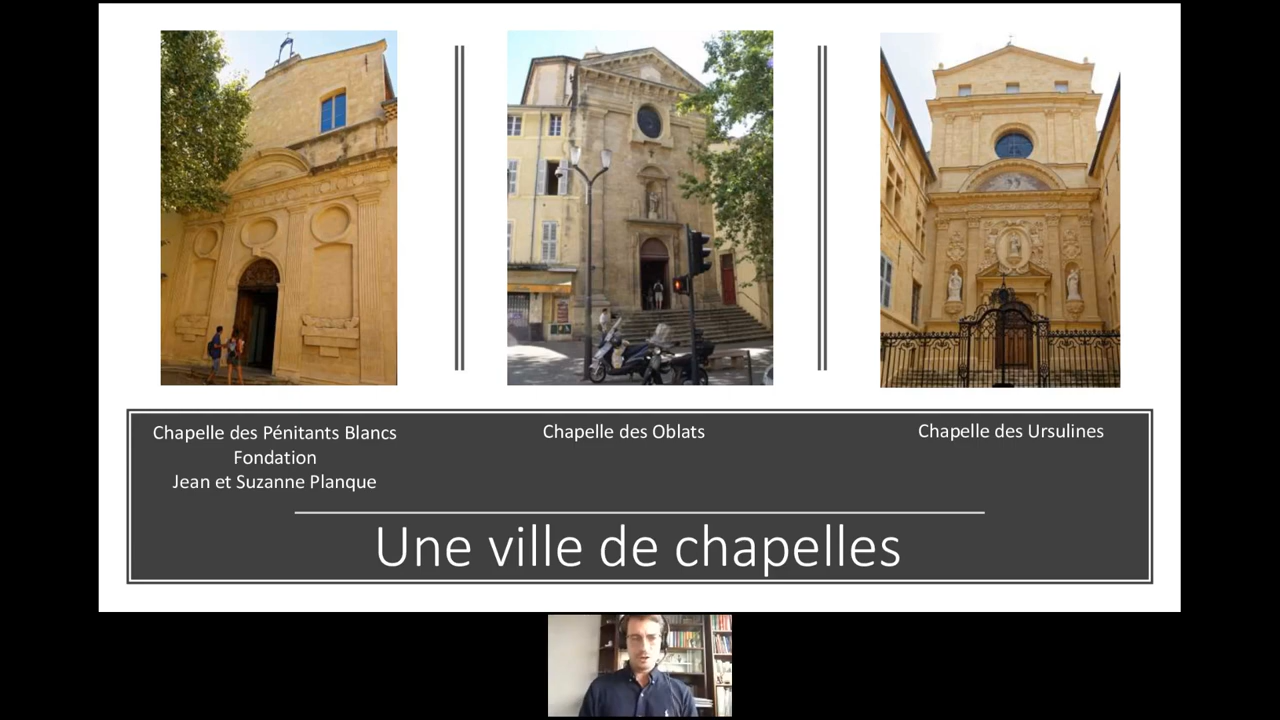 Chapelle des Pénitants Blancs
Fondation
Jean et Suzanne Planque
Chapelle des Oblats
Chapelle des Ursulines
Une ville de chapelles